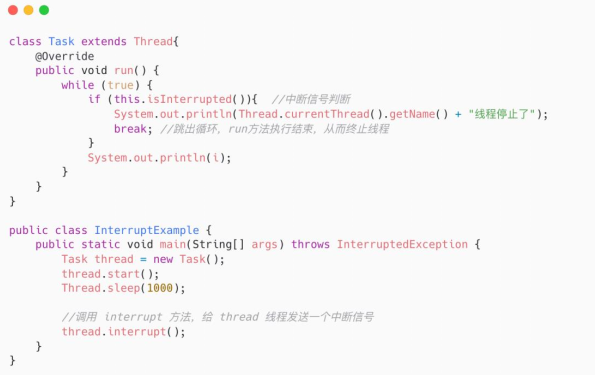 class Task extends Thread{
    @Override
    public void run() {
        while (true) {
            if (this.isInterrupted()){  //中断信号判断
                System.out.println(Thread.currentThread().getName() + "线程停止了");
                break; //跳出循环，run方法执行结束，从而终止线程
            }
            System.out.println(i);
        }
    }
}
public class InterruptExample {
    public static void main(String[] args) throws InterruptedException {
        Task thread = new Task();
        thread.start();
        Thread.sleep(1000);
        //调用 interrupt 方法，给 thread 线程发送一个中断信号
        thread.interrupt();
    }
}